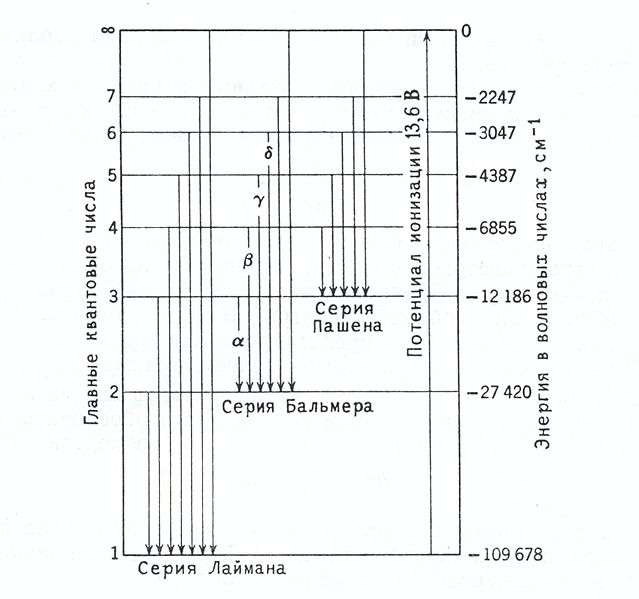 Главные квантовые числа
∞
7
6
5
4
3
2
1
α
β
γ
δ
Серия Лаймана
Серия Бальмера
Серия
Пашена
Потенциал ионизации 13,6 В
0
−2247
−3047
−4387
−6855
−12 186
−27 420
−109 678
Энергия в волновых числах, см⁻¹